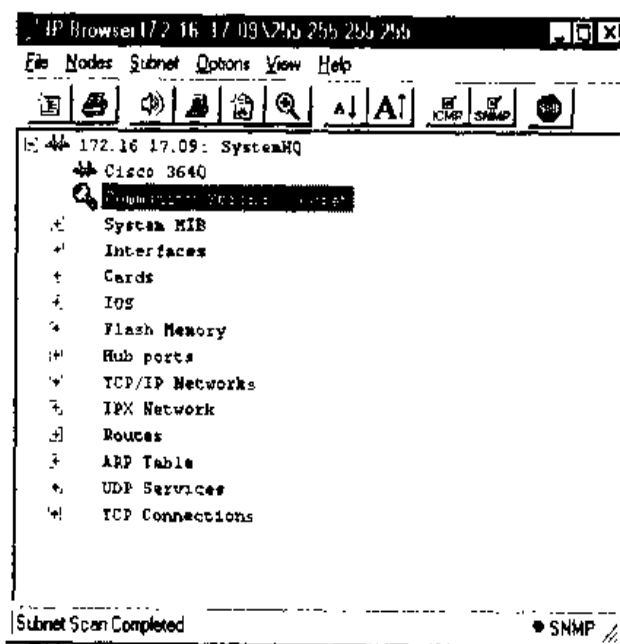 IP Browser 172.16.17.09\255.255.255.255
File Nodes Subnet Options View Help
ICMP SNMP
172.16.17.09: SystemHQ
Cisco 3640
Community String:
System MIB
Interfaces
Cards
IOS
Flash Memory
Hub ports
TCP/IP Networks
IPX Network
Routes
ARP Table
UDP Services
TCP Connections
Subnet Scan Completed
SNMP